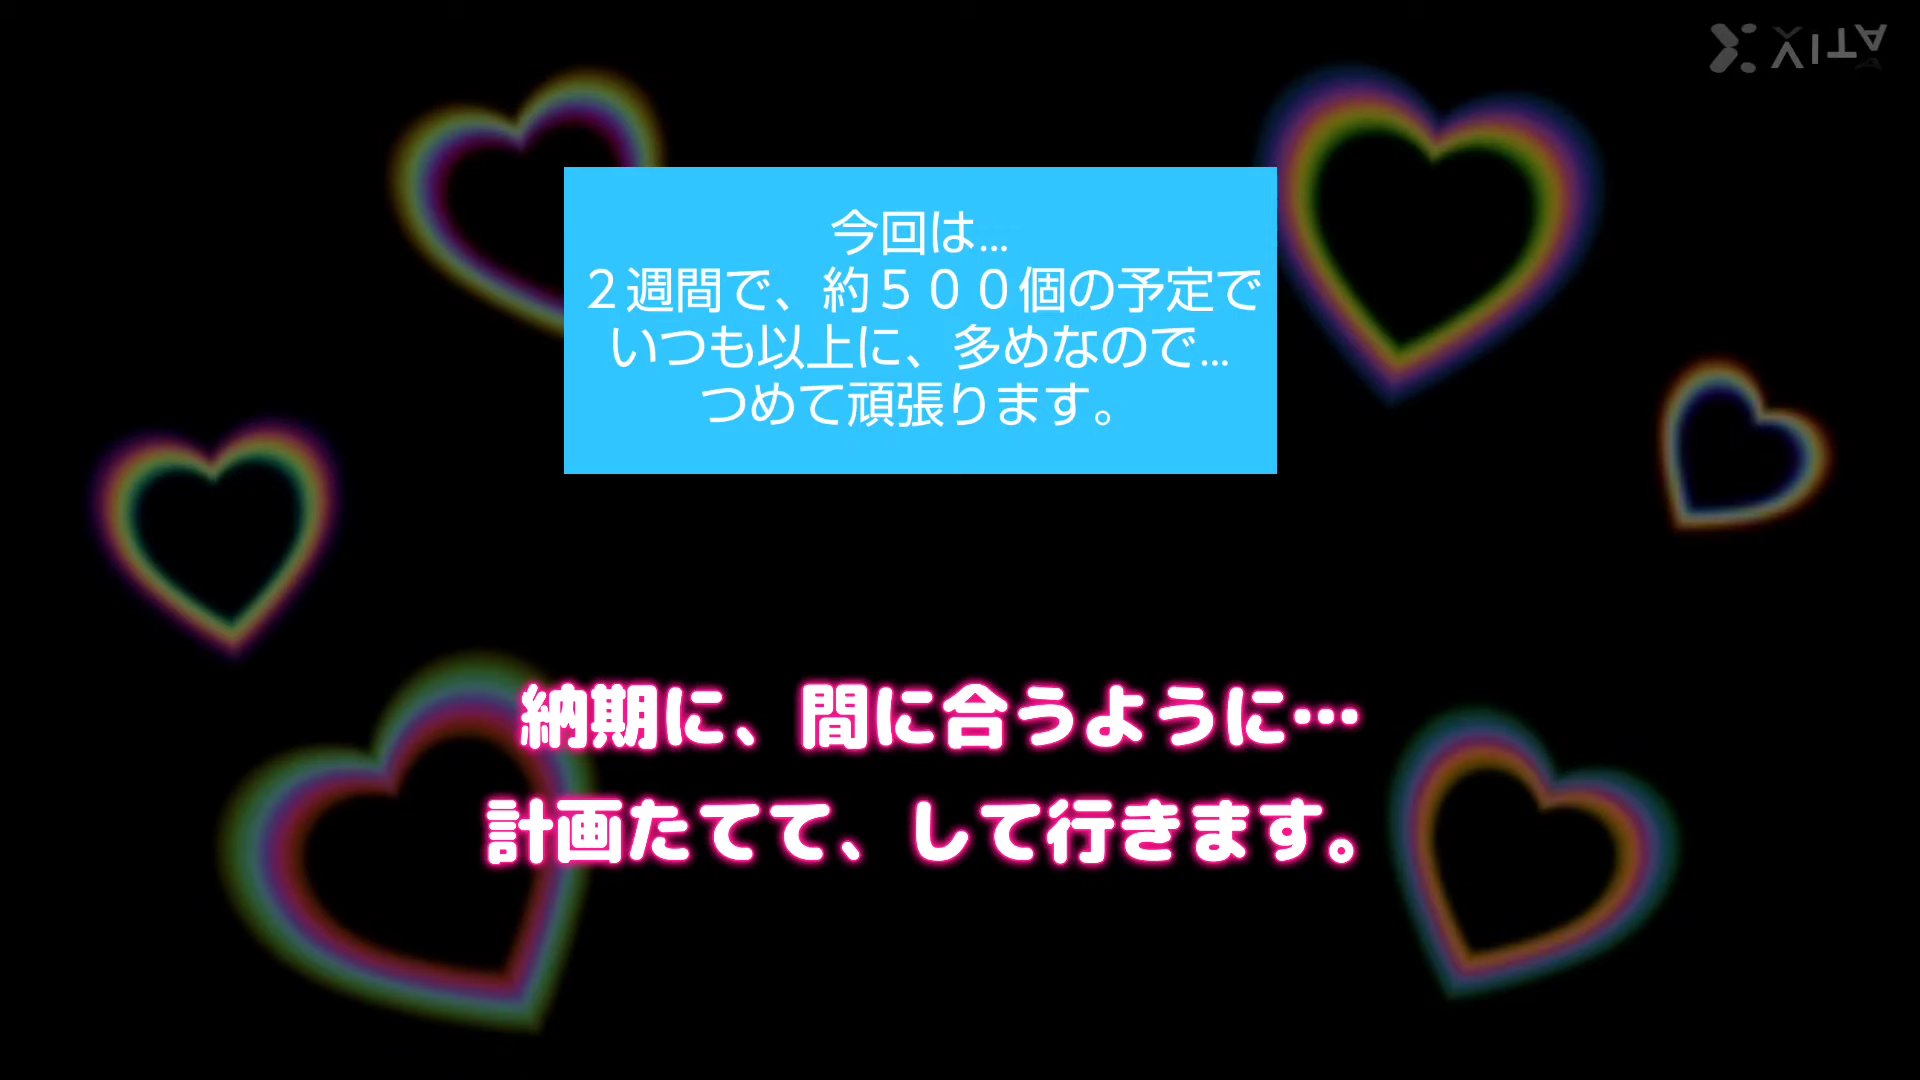 今回は...
２週間で、約５００個の予定で
いつも以上に、多めなので...
つめて頑張ります。
納期に、間に合うように…
計画たてて、して行きます。